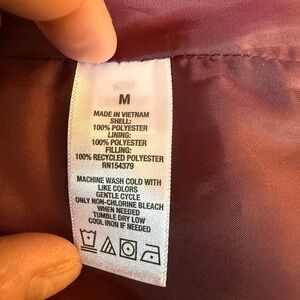 M
MADE IN VIETNAM
SHELL:
100% POLYESTER
LINING:
100% POLYESTER
FILLING:
100% RECYCLED POLYESTER
RN154379
MACHINE WASH COLD WITH
LIKE COLORS
GENTLE CYCLE
ONLY NON-CHLORINE BLEACH
WHEN NEEDED
TUMBLE DRY LOW
COOL IRON IF NEEDED